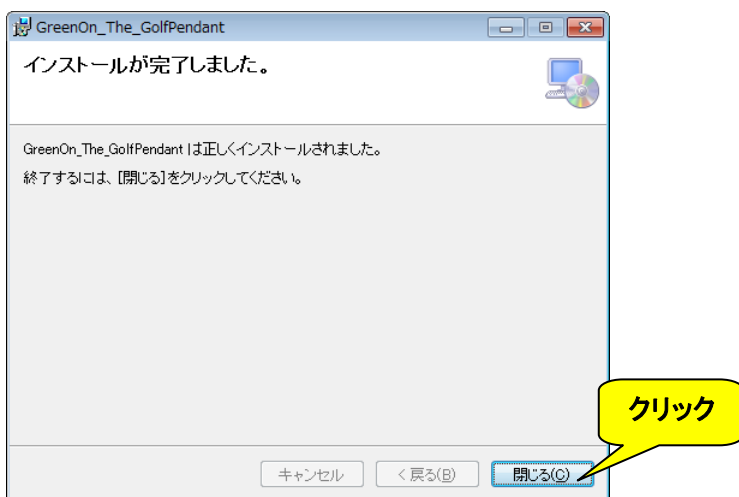 GreenOn_The_GolfPendant
インストールが完了しました。
GreenOn_The_GolfPendant は正しくインストールされました。
終了するには、[閉じる]をクリックしてください。
クリック
キャンセル
< 戻る(B)
閉じる(C)